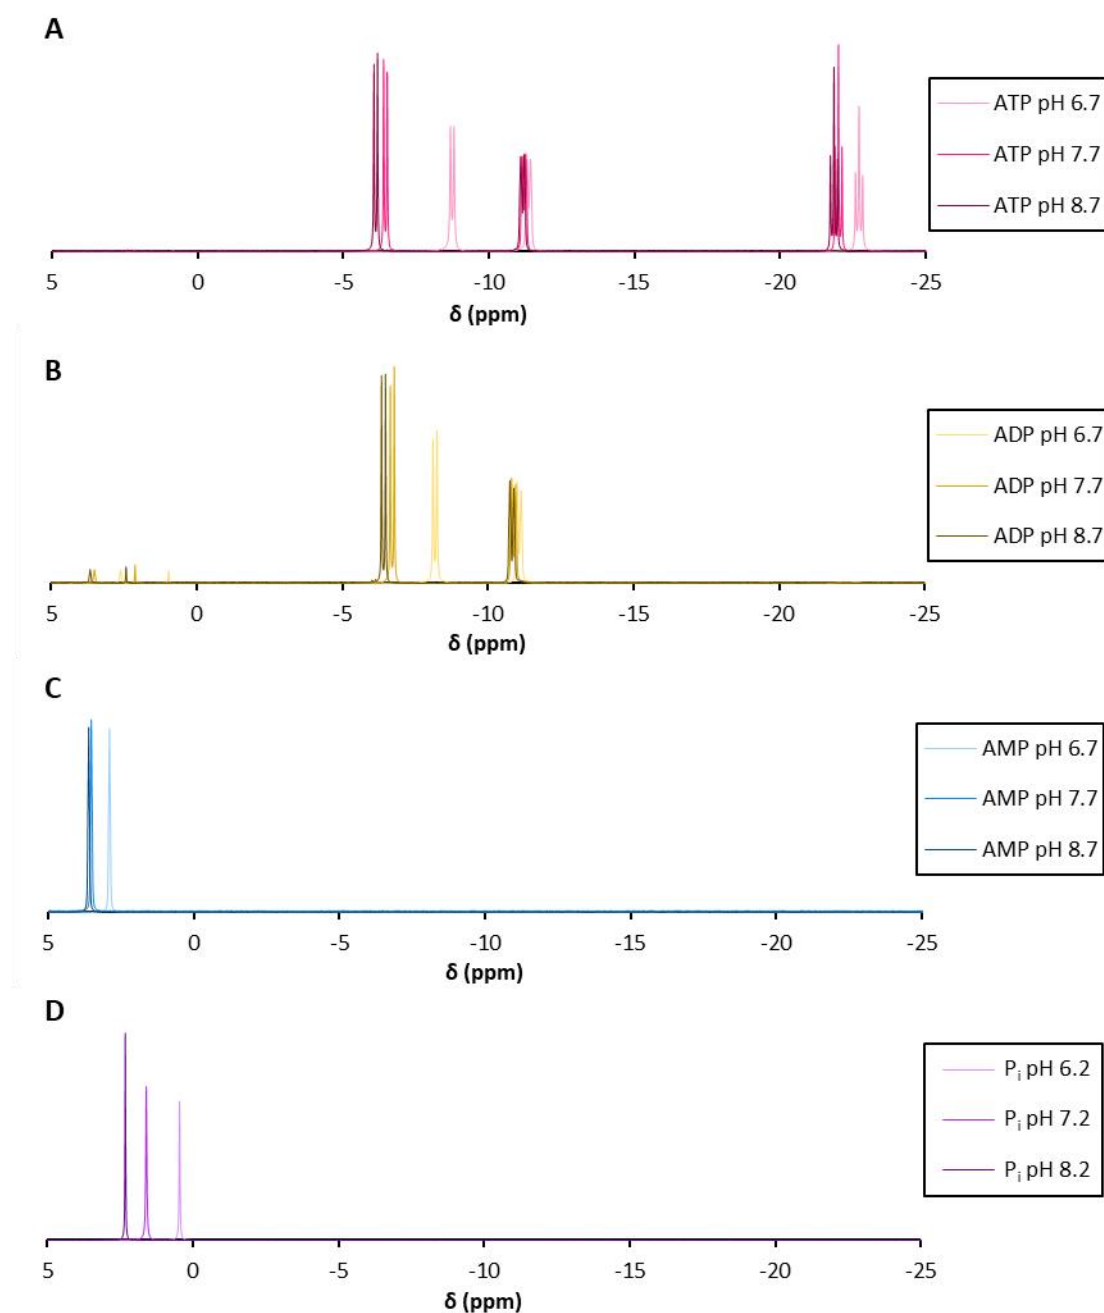 A
ATP pH 6.7
ATP pH 7.7
ATP pH 8.7
5 0 -5 -10 -15 -20 -25
δ (ppm)
B
ADP pH 6.7
ADP pH 7.7
ADP pH 8.7
5 0 -5 -10 -15 -20 -25
δ (ppm)
C
AMP pH 6.7
AMP pH 7.7
AMP pH 8.7
5 0 -5 -10 -15 -20 -25
δ (ppm)
D
Pi pH 6.2
Pi pH 7.2
Pi pH 8.2
5 0 -5 -10 -15 -20 -25
δ (ppm)